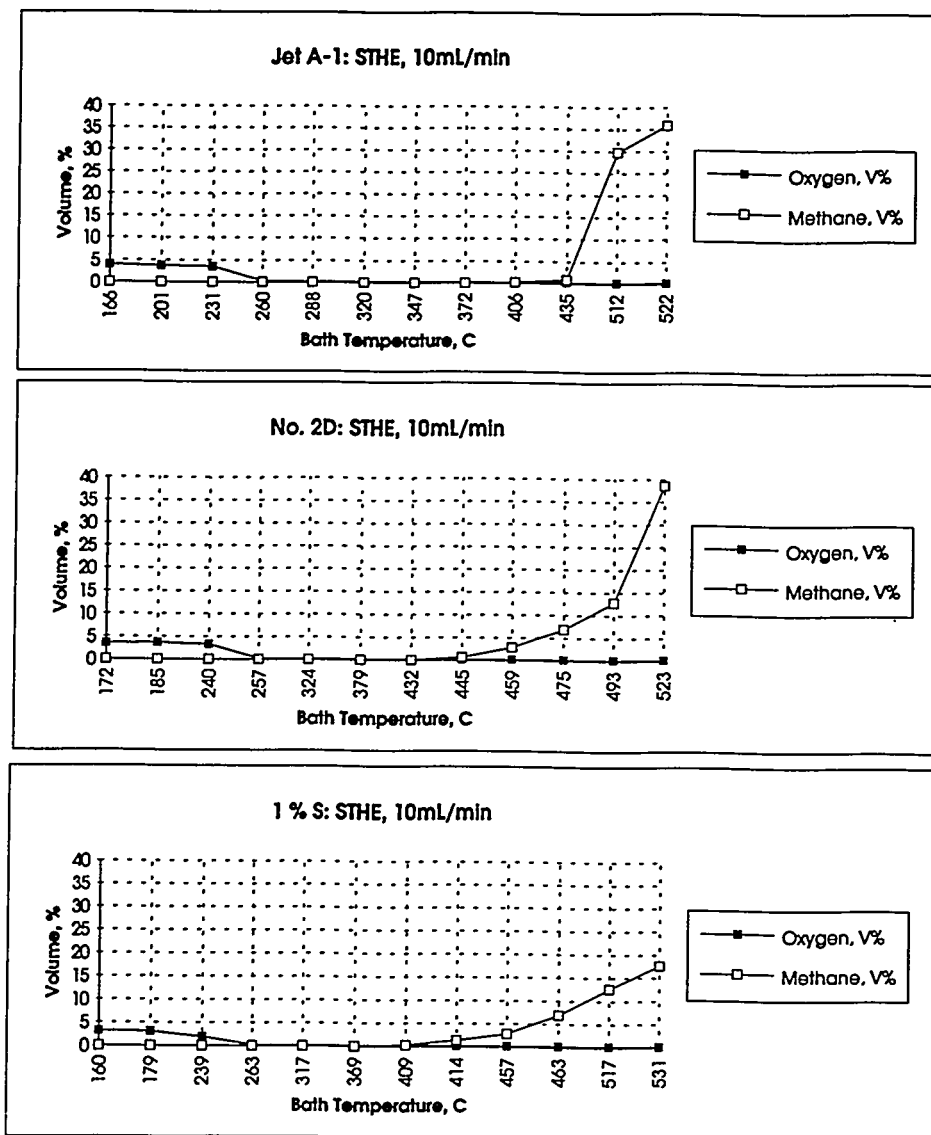 Jet A-1: STHE, 10mL/min
Volume, %
40
35
30
25
20
15
10
5
0
166 201 231 260 288 320 347 372 406 435 512 522
Bath Temperature, C
Oxygen, V%
Methane, V%
No. 2D: STHE, 10mL/min
Volume, %
40
35
30
25
20
15
10
5
0
172 185 240 257 324 379 432 445 459 475 493 523
Bath Temperature, C
Oxygen, V%
Methane, V%
1 % S: STHE, 10mL/min
Volume, %
40
35
30
25
20
15
10
5
0
160 179 239 263 317 369 409 414 457 463 517 531
Bath Temperature, C
Oxygen, V%
Methane, V%